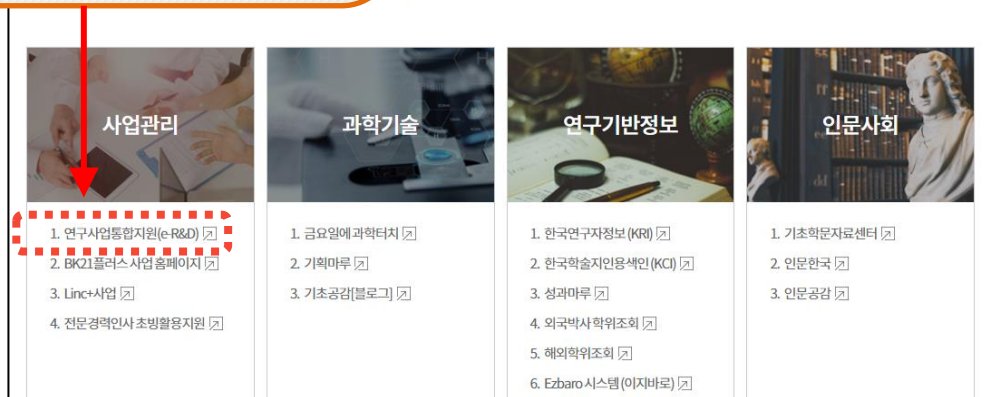 사업관리
1. 연구사업통합지원(e-R&D)
2. BK21플러스 사업 홈페이지
3. Linc+사업
4. 전문경력인사 초빙활용지원
과학기술
1. 금요일에 과학터치
2. 기획마루
3. 기초공감[블로그]
연구기반정보
1. 한국연구자정보(KRI)
2. 한국학술지인용색인(KCI)
3. 성과마루
4. 외국박사학위조회
5. 해외학위조회
6. Ezbaro 시스템(이지바로)
인문사회
1. 기초학문자료센터
2. 인문한국
3. 인문공감